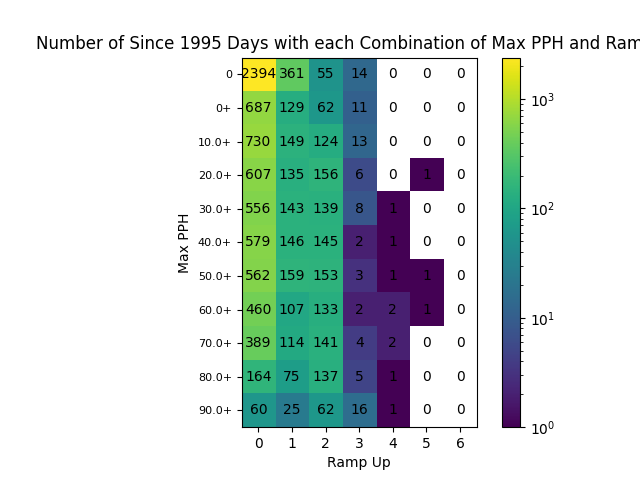 Number of Since 1995 Days with each Combination of Max PPH and Ram
0 2394 361 55 14 0 0 0
0+ 687 129 62 11 0 0 0
10.0+ 730 149 124 13 0 0 0
20.0+ 607 135 156 6 0 1 0
30.0+ 556 143 139 8 1 0 0
40.0+ 579 146 145 2 1 0 0
50.0+ 562 159 153 3 1 1 0
60.0+ 460 107 133 2 2 1 0
70.0+ 389 114 141 4 2 0 0
80.0+ 164 75 137 5 1 0 0
90.0+ 60 25 62 16 1 0 0
0 1 2 3 4 5 6
Ramp Up
Max PPH
10³
10²
10¹
10⁰